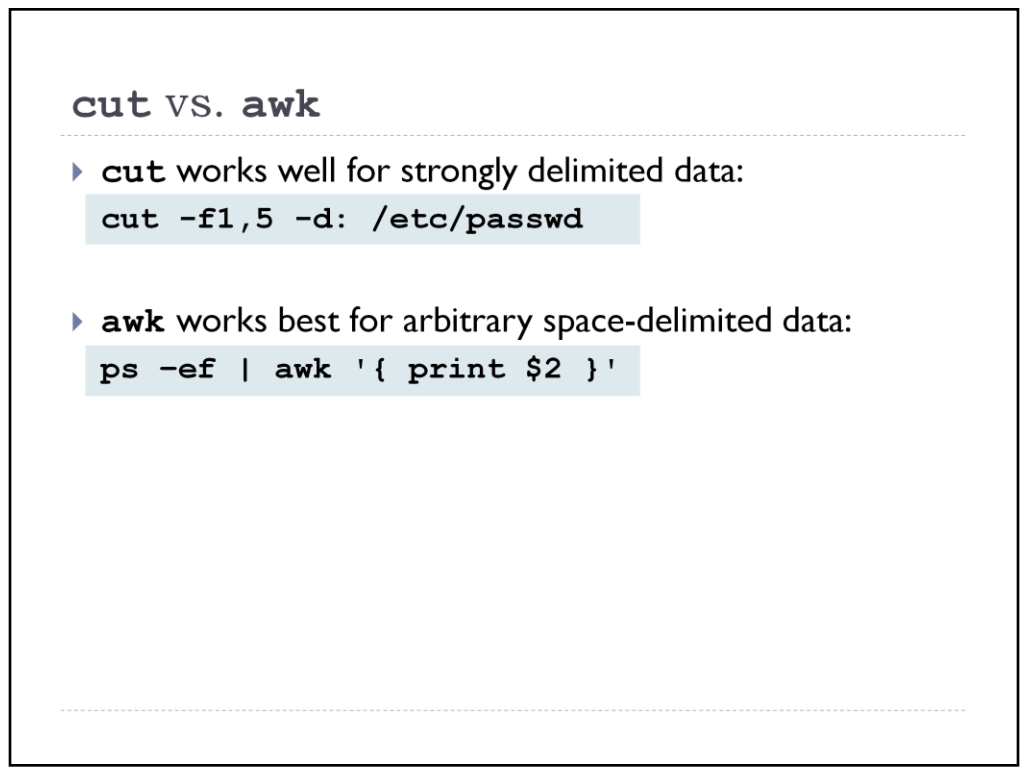 cut vs. awk
cut works well for strongly delimited data:
cut -f1,5 -d: /etc/passwd
awk works best for arbitrary space-delimited data:
ps –ef | awk '{ print $2 }'